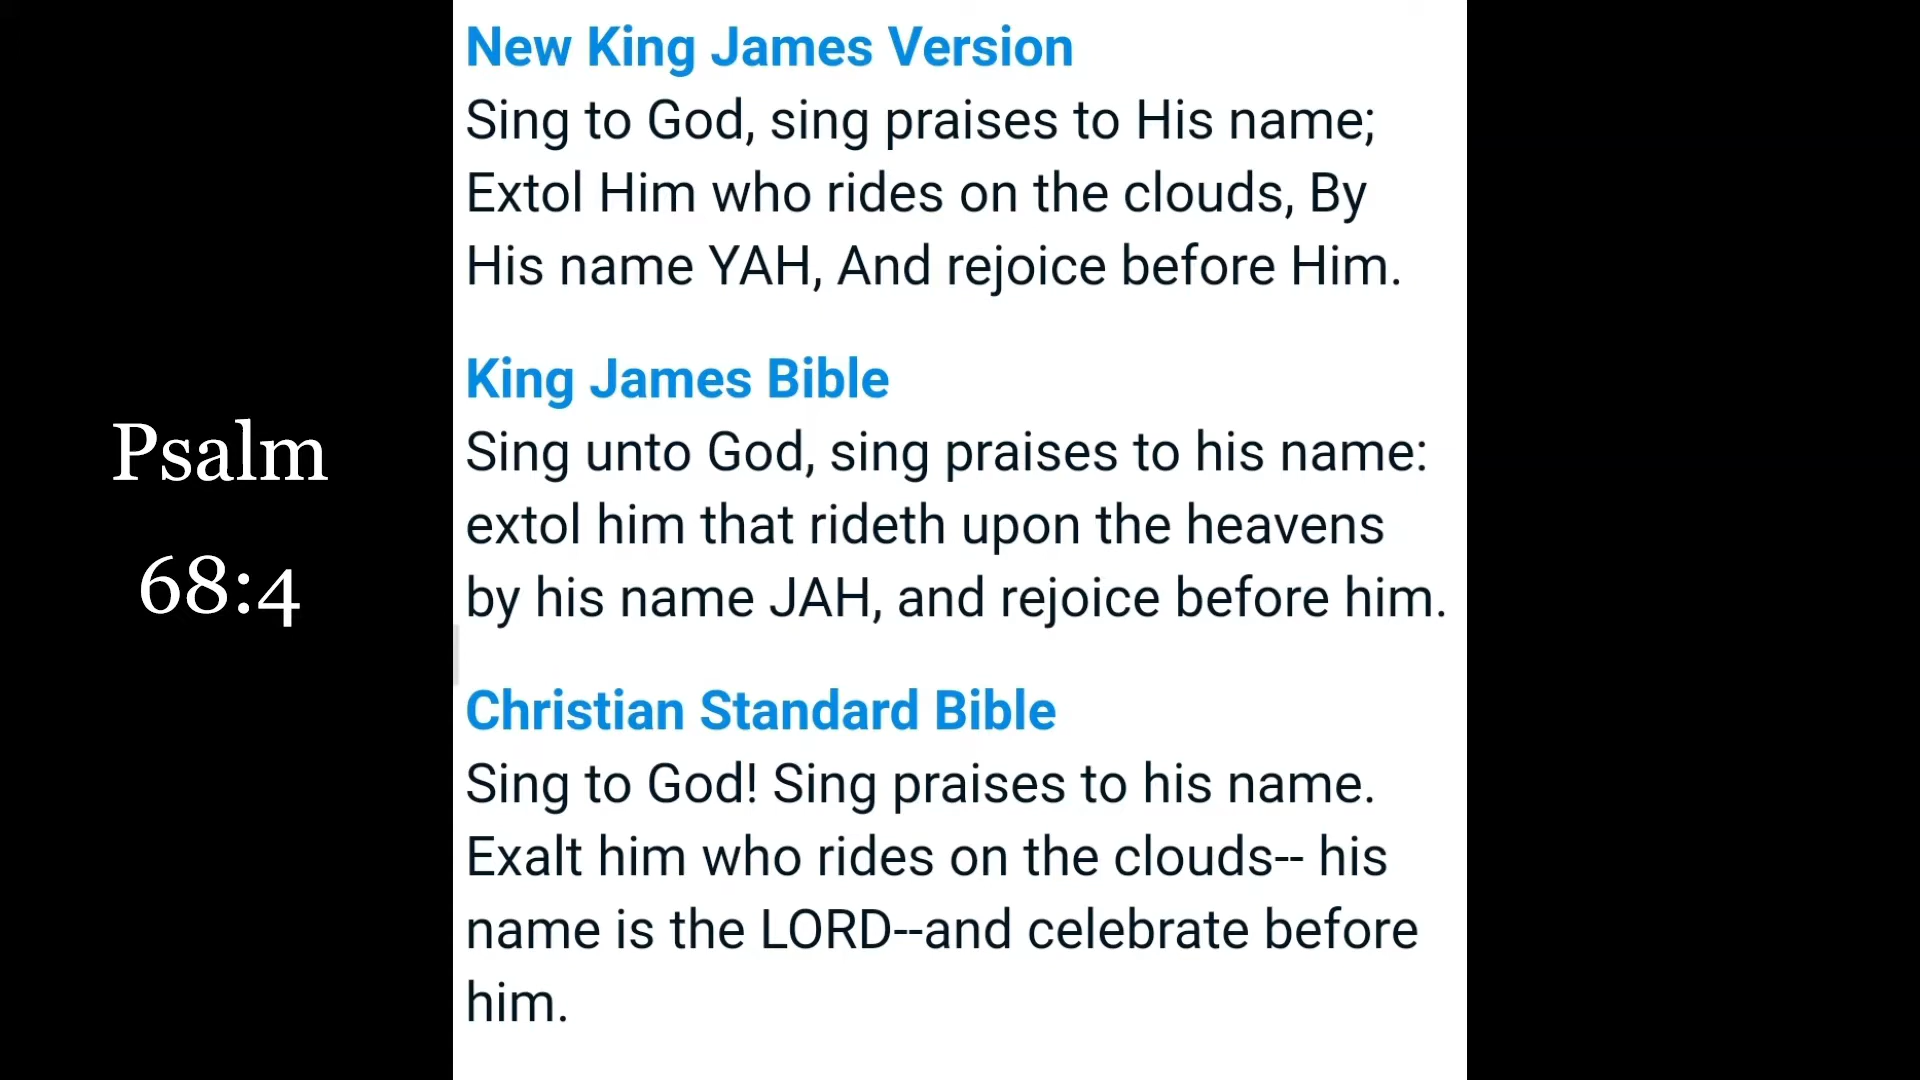 Psalm
68:4
New King James Version
Sing to God, sing praises to His name;
Extol Him who rides on the clouds, By
His name YAH, And rejoice before Him.
King James Bible
Sing unto God, sing praises to his name:
extol him that rideth upon the heavens
by his name JAH, and rejoice before him.
Christian Standard Bible
Sing to God! Sing praises to his name.
Exalt him who rides on the clouds-- his
name is the LORD--and celebrate before
him.